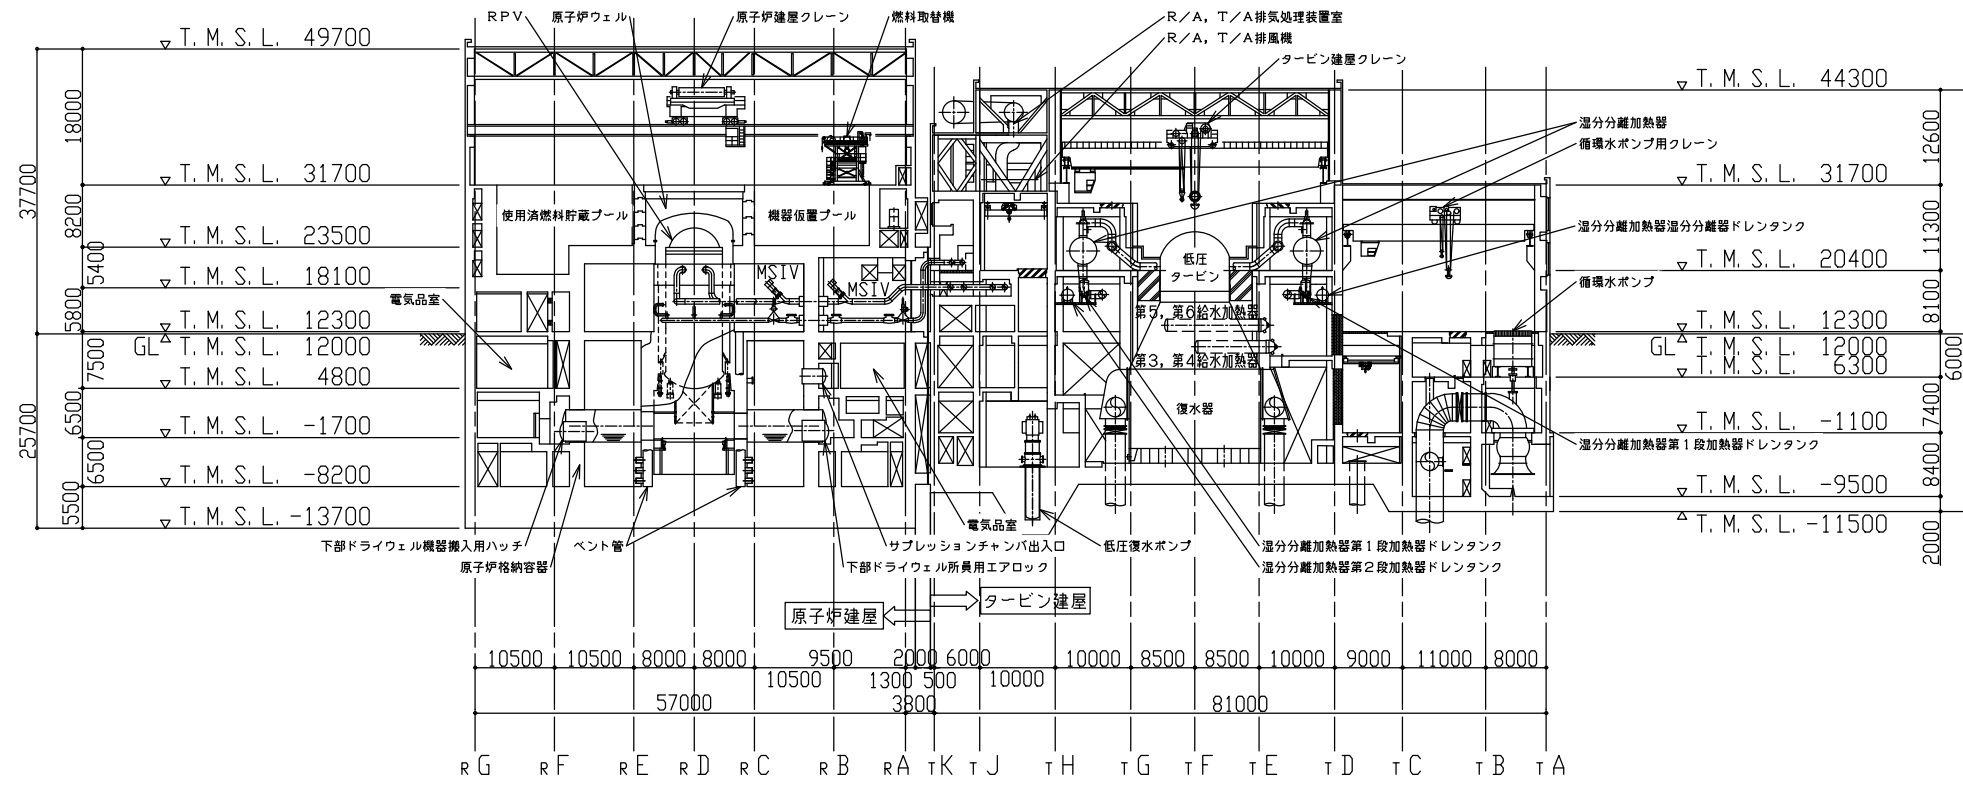 RPV
原子炉ウェル
原子炉建屋クレーン
燃料取替機
R/A, T/A排気処理装置室
R/A, T/A排風機
タービン建屋クレーン
湿分分離加熱器
循環水ポンプ用クレーン
湿分分離加熱器湿分分離器ドレンタンク
循環水ポンプ
湿分分離加熱器第1段加熱器ドレンタンク
T. M. S. L. 49700
T. M. S. L. 31700
T. M. S. L. 23500
T. M. S. L. 18100
T. M. S. L. 12300
GL T. M. S. L. 12000
T. M. S. L. 4800
T. M. S. L. -1700
T. M. S. L. -8200
T. M. S. L. -13700
37700
25700
18000
8200
5400
5800
7500
6500
6500
5500
使用済燃料貯蔵プール
機器仮置プール
MSIV
MSIV
電気品室
低圧
タービン
第5, 第6給水加熱器
第3, 第4給水加熱器
復水器
T. M. S. L. 44300
T. M. S. L. 31700
T. M. S. L. 20400
T. M. S. L. 12300
GL T. M. S. L. 12000
T. M. S. L. 6300
T. M. S. L. -1100
T. M. S. L. -9500
T. M. S. L. -11500
12600
11300
8100
6000
7400
8400
2000
下部ドライウェル機器搬入用ハッチ
原子炉格納容器
ベント管
電気品室
サプレッションチャンバ出入口
下部ドライウェル所員用エアロック
低圧復水ポンプ
湿分分離加熱器第1段加熱器ドレンタンク
湿分分離加熱器第2段加熱器ドレンタンク
原子炉建屋
タービン建屋
10500 10500 8000 8000 9500 2000 6000 10000 8500 8500 10000 9000 11000 8000
10500 1300 500 10000
57000 3800 81000
RG RF RE RD RC RB RA TK TJ TH TG TF TE TD TC TB TA